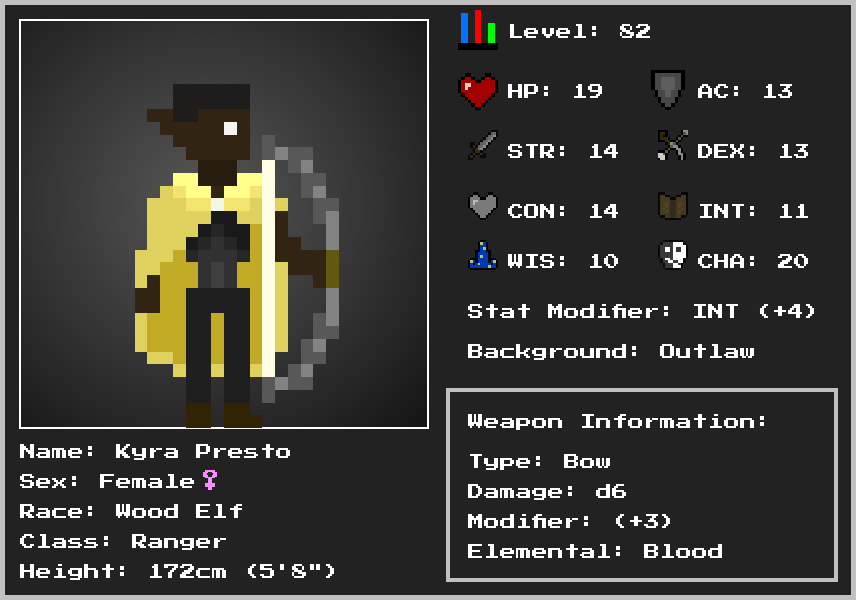 Level: 82
HP: 19
AC: 13
STR: 14
DEX: 13
CON: 14
INT: 11
WIS: 10
CHA: 20
Stat Modifier: INT (+4)
Background: Outlaw
Weapon Information:
Type: Bow
Damage: d6
Modifier: (+3)
Elemental: Blood
Name: Kyra Presto
Sex: Female♀
Race: Wood Elf
Class: Ranger
Height: 172cm (5'8")